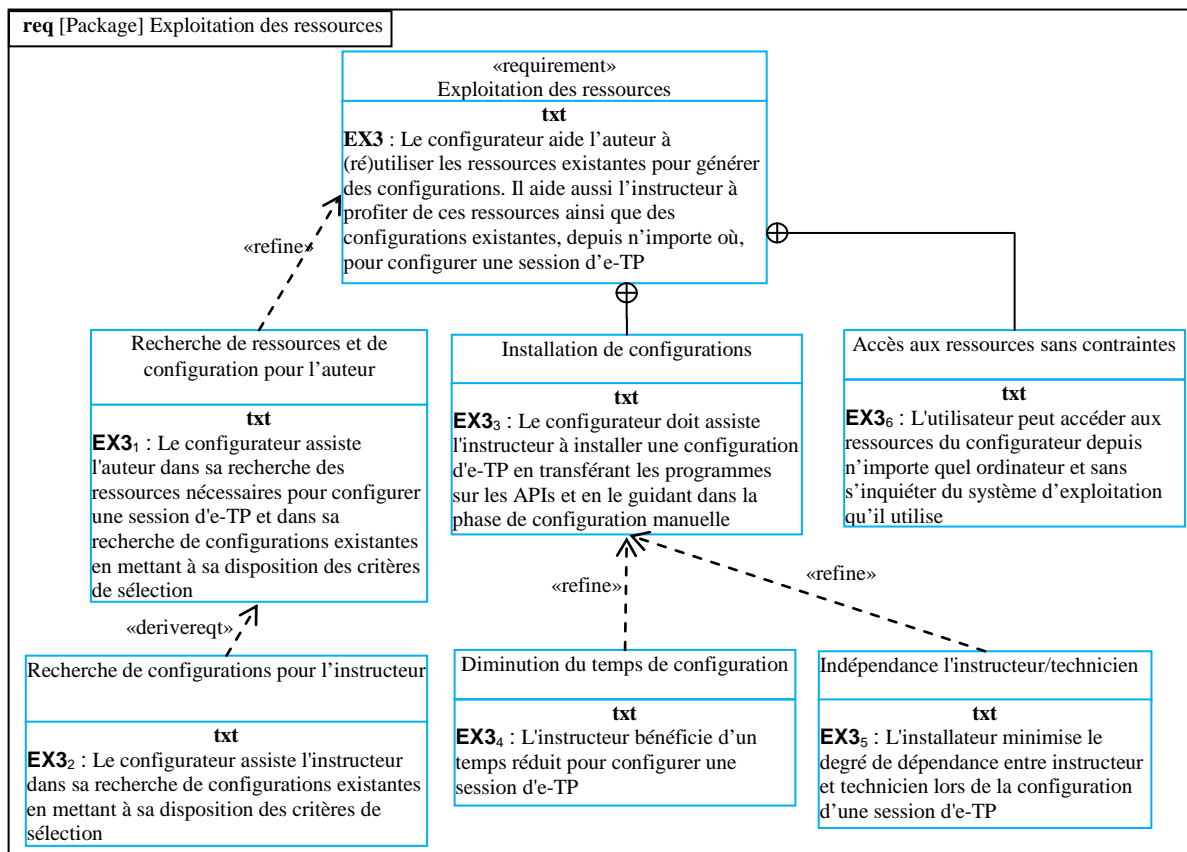 req [Package] Exploitation des ressources
«requirement»
Exploitation des ressources
txt
EX3 : Le configurateur aide l’auteur à
(ré)utiliser les ressources existantes pour générer
des configurations. Il aide aussi l’instructeur à
profiter de ces ressources ainsi que des
configurations existantes, depuis n’importe où,
pour configurer une session d’e-TP
«refine»
Recherche de ressources et de
configuration pour l’auteur
txt
EX3₁ : Le configurateur assiste
l'auteur dans sa recherche des
ressources nécessaires pour configurer
une session d'e-TP et dans sa
recherche de configurations existantes
en mettant à sa disposition des critères
de sélection
Installation de configurations
txt
EX3₃ : Le configurateur doit assiste
l'instructeur à installer une configuration
d'e-TP en transférant les programmes
sur les APIs et en le guidant dans la
phase de configuration manuelle
Accès aux ressources sans contraintes
txt
EX3₆ : L'utilisateur peut accéder aux
ressources du configurateur depuis
n’importe quel ordinateur et sans
s’inquiéter du système d’exploitation
qu’il utilise
«derivereqt»
«refine»
«refine»
Recherche de configurations pour l’instructeur
txt
EX3₂ : Le configurateur assiste l'instructeur
dans sa recherche de configurations existantes
en mettant à sa disposition des critères de
sélection
Diminution du temps de configuration
txt
EX3₄ : L'instructeur bénéficie d’un
temps réduit pour configurer une
session d'e-TP
Indépendance l'instructeur/technicien
txt
EX3₅ : L'installateur minimise le
degré de dépendance entre instructeur
et technicien lors de la configuration
d’une session d'e-TP